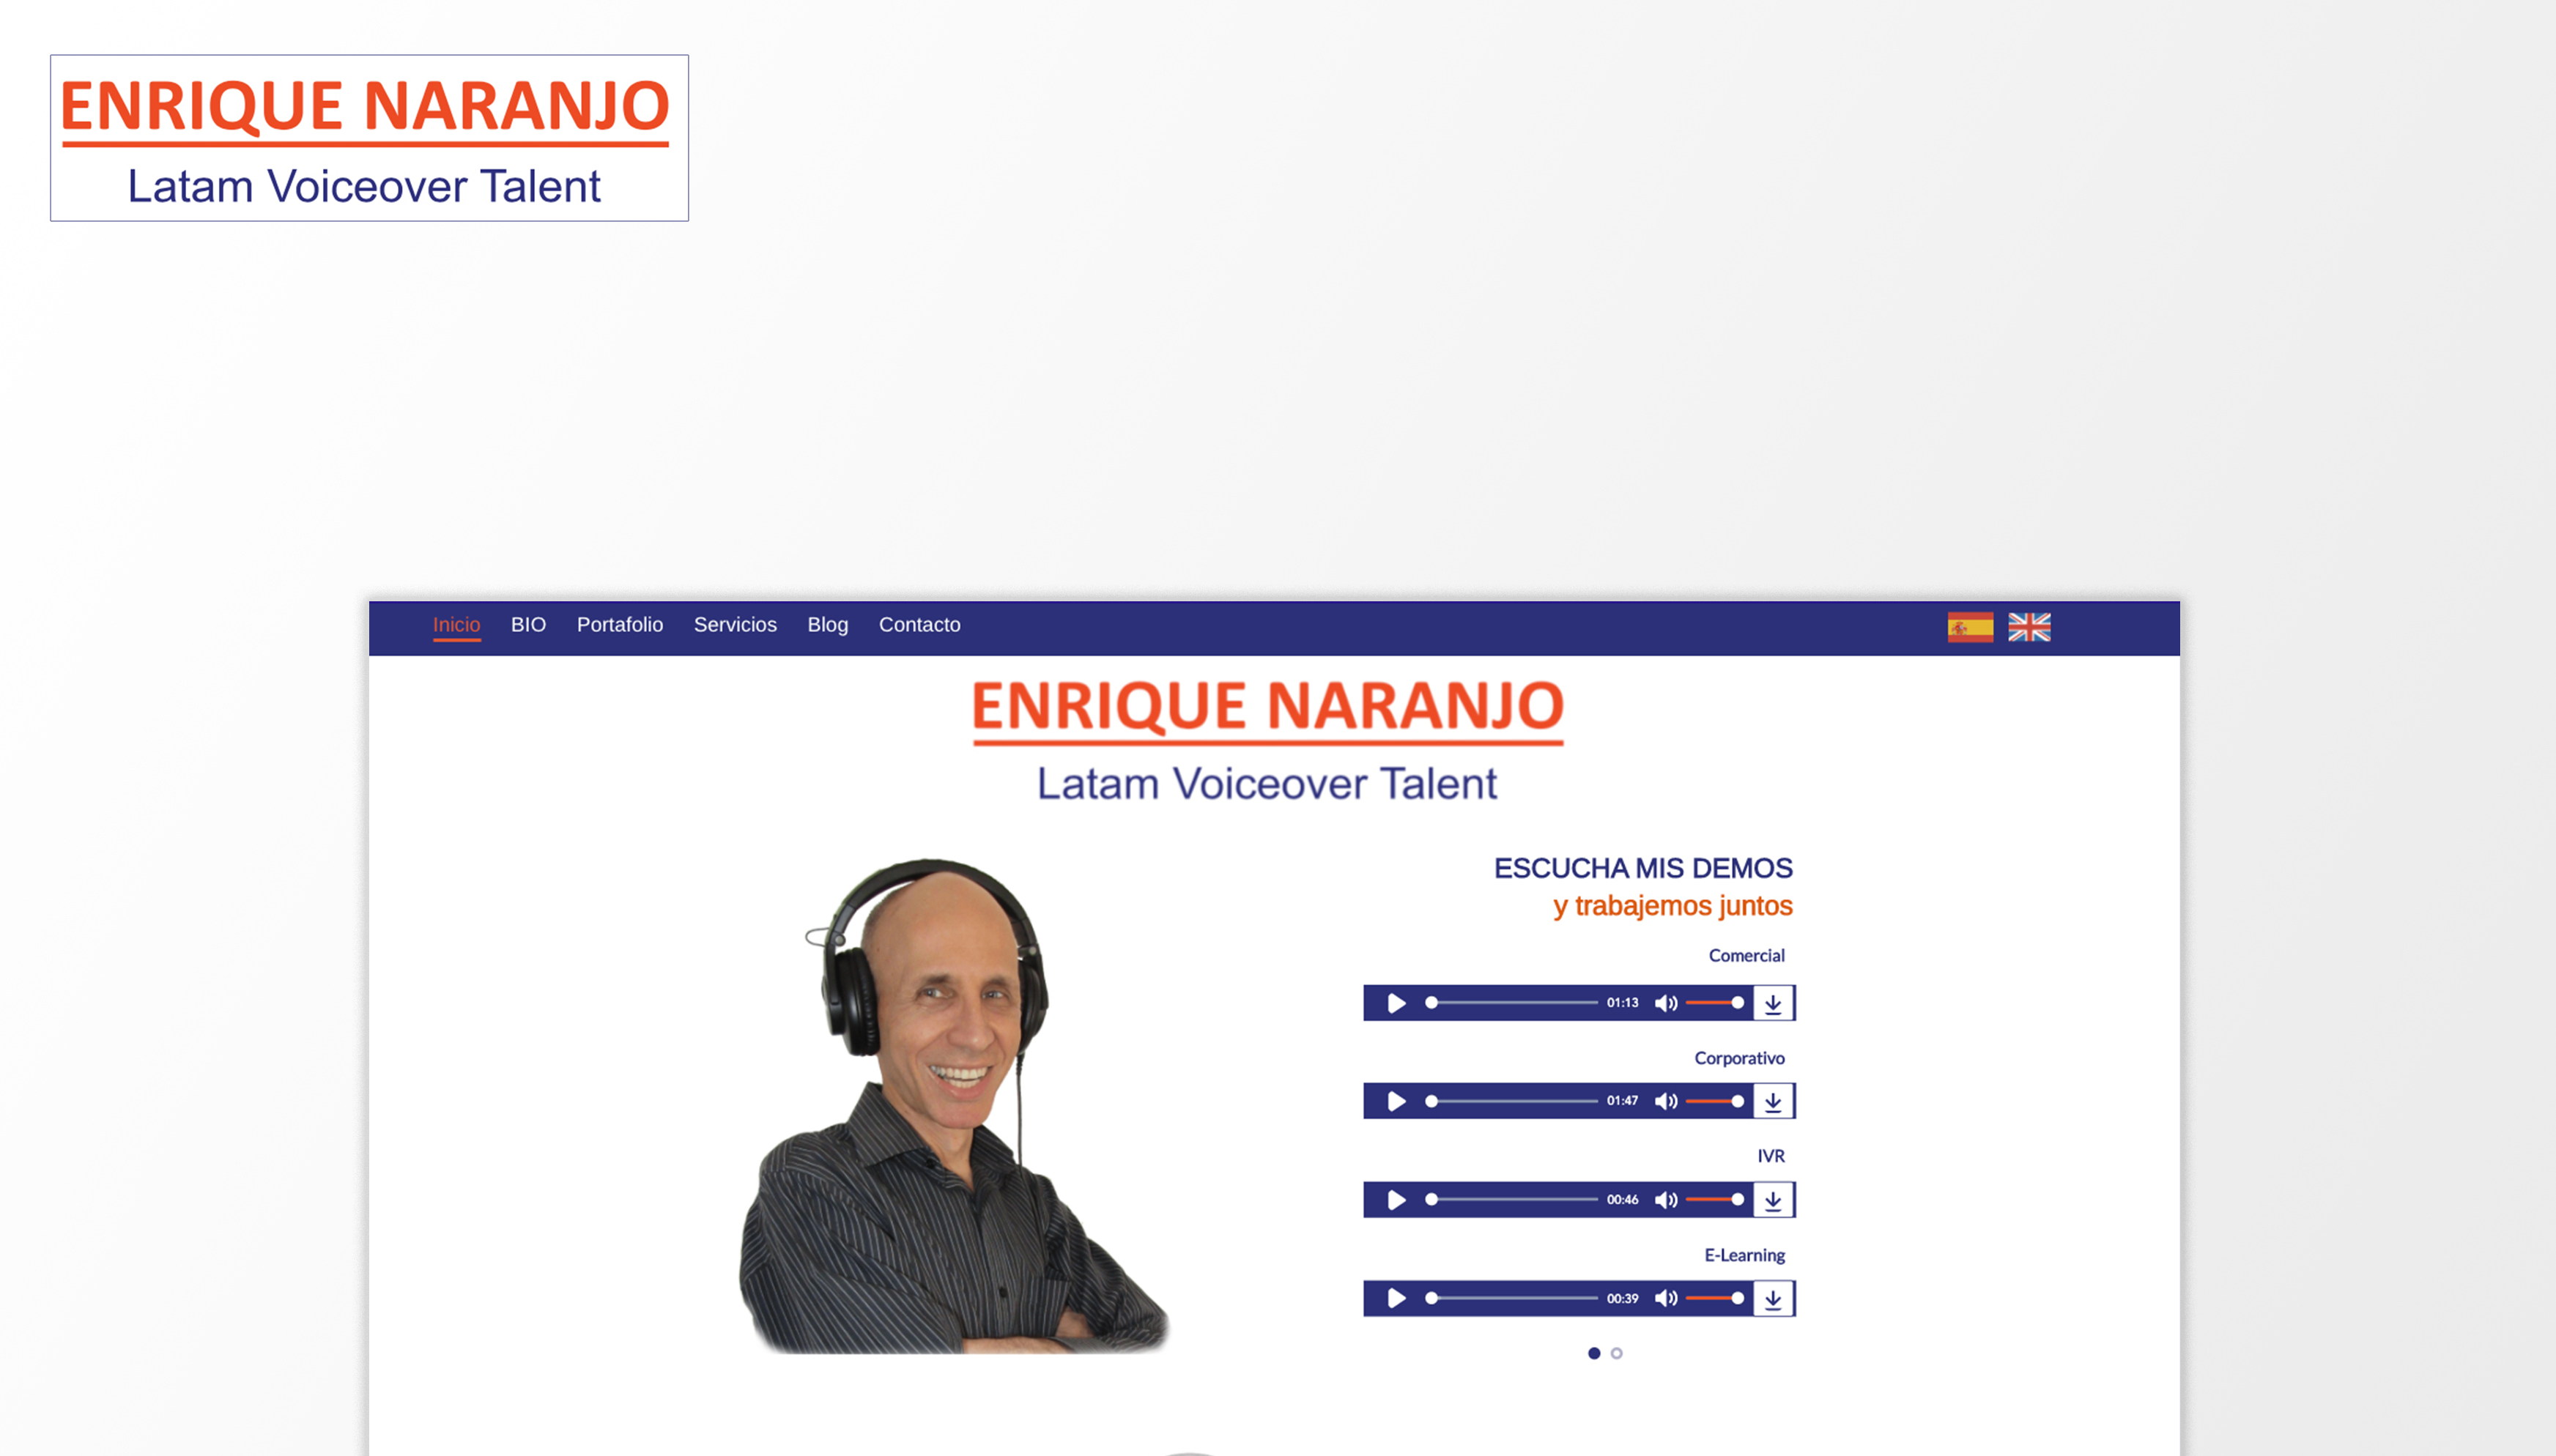 ENRIQUE NARANJO
Latam Voiceover Talent
Inicio BIO Portafolio Servicios Blog Contacto
ENRIQUE NARANJO
Latam Voiceover Talent
ESCUCHA MIS DEMOS
y trabajemos juntos
Comercial
01:13
Corporativo
01:47
IVR
00:46
E-Learning
00:39